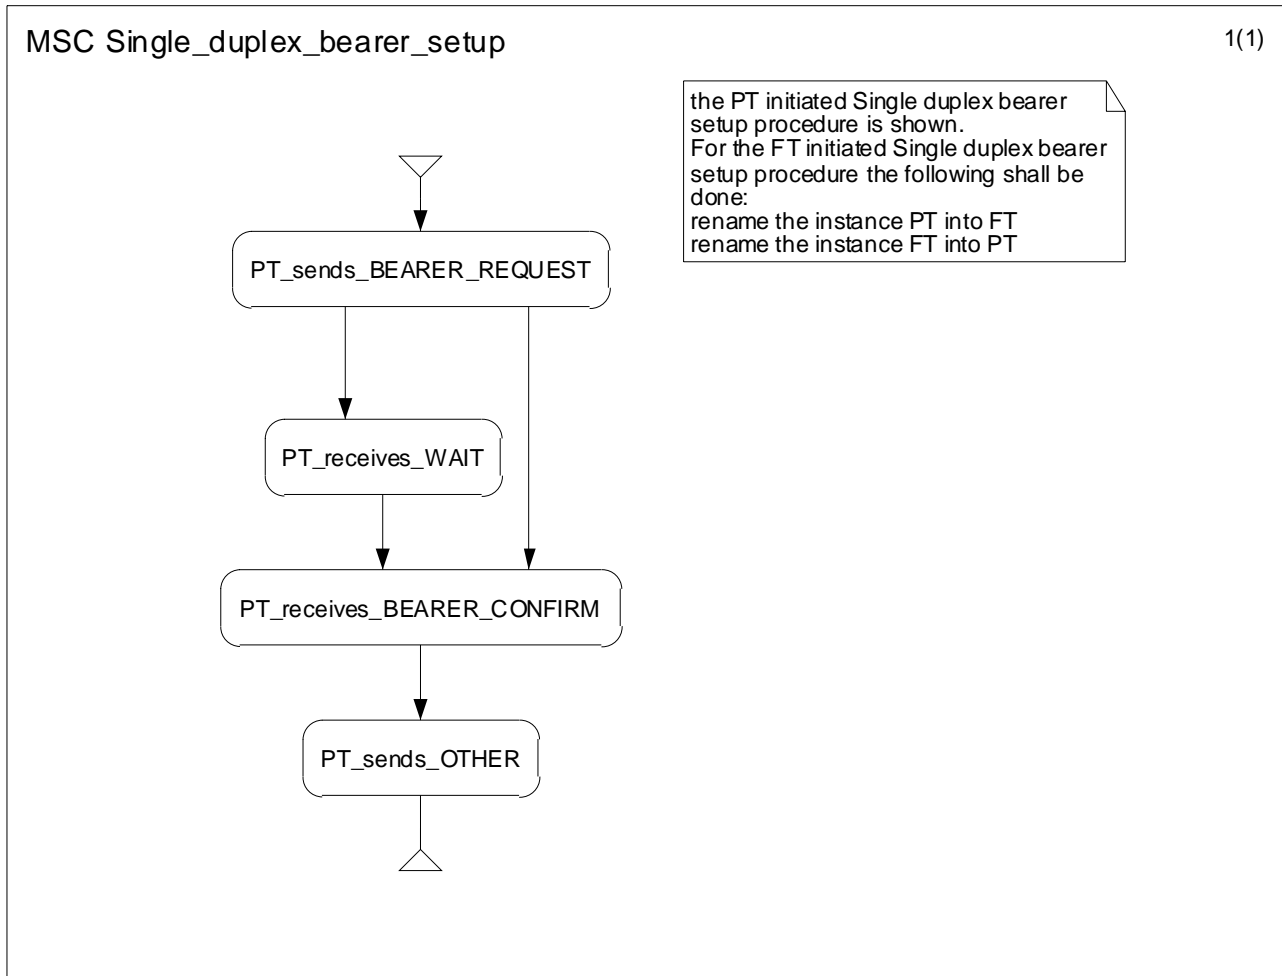 MSC Single_duplex_bearer_setup
1(1)
the PT initiated Single duplex bearer
setup procedure is shown.
For the FT initiated Single duplex bearer
setup procedure the following shall be
done:
rename the instance PT into FT
rename the instance FT into PT
PT_sends_BEARER_REQUEST
PT_receives_WAIT
PT_receives_BEARER_CONFIRM
PT_sends_OTHER